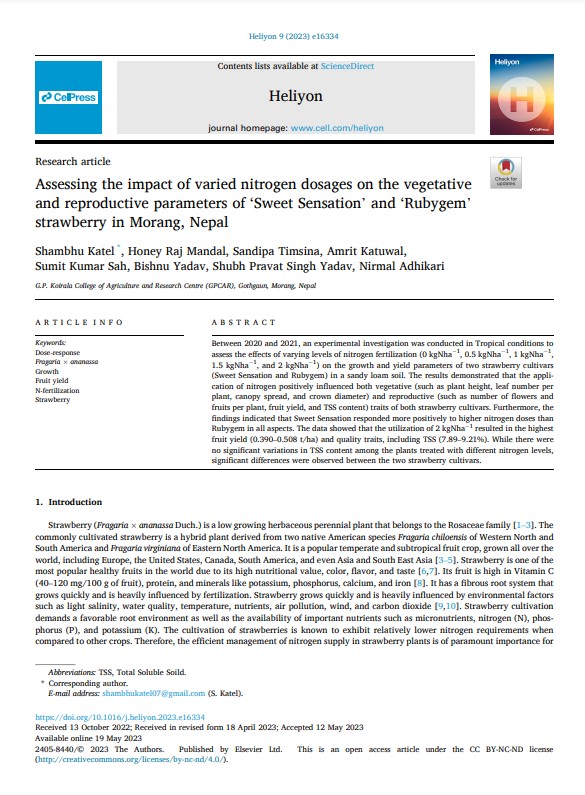 Heliyon 9 (2023) e16334
Contents lists available at ScienceDirect
CelPress
Heliyon
Heliyon
journal homepage: www.cell.com/heliyon
CelPress
Research article
Check for
updates
Assessing the impact of varied nitrogen dosages on the vegetative
and reproductive parameters of ‘Sweet Sensation’ and ‘Rubygem’
strawberry in Morang, Nepal
Shambhu Katel *, Honey Raj Mandal, Sandipa Timsina, Amrit Katuwal,
Sumit Kumar Sah, Bishnu Yadav, Shubh Pravat Singh Yadav, Nirmal Adhikari
G.P. Koirala College of Agriculture and Research Centre (GPCAR), Gothgaun, Morang, Nepal
ARTICLE INFO
Keywords:
Dose-response
Fragaria × ananassa
Growth
Fruit yield
N-fertilization
Strawberry
ABSTRACT
Between 2020 and 2021, an experimental investigation was conducted in Tropical conditions to
assess the effects of varying levels of nitrogen fertilization (0 kgNha⁻¹, 0.5 kgNha⁻¹, 1 kgNha⁻¹,
1.5 kgNha⁻¹, and 2 kgNha⁻¹) on the growth and yield parameters of two strawberry cultivars
(Sweet Sensation and Rubygem) in a sandy loam soil. The results demonstrated that the appli-
cation of nitrogen positively influenced both vegetative (such as plant height, leaf number per
plant, canopy spread, and crown diameter) and reproductive (such as number of flowers and
fruits per plant, fruit yield, and TSS content) traits of both strawberry cultivars. Furthermore, the
findings indicated that Sweet Sensation responded more positively to higher nitrogen doses than
Rubygem in all aspects. The data showed that the utilization of 2 kgNha⁻¹ resulted in the highest
fruit yield (0.390–0.508 t/ha) and quality traits, including TSS (7.89–9.21%). While there were
no significant variations in TSS content among the plants treated with different nitrogen levels,
significant differences were observed between the two strawberry cultivars.
1. Introduction
Strawberry (Fragaria × ananassa Duch.) is a low growing herbaceous perennial plant that belongs to the Rosaceae family [1–3]. The
commonly cultivated strawberry is a hybrid plant derived from two native American species Fragaria chiloensis of Western North and
South America and Fragaria virginiana of Eastern North America. It is a popular temperate and subtropical fruit crop, grown all over the
world, including Europe, the United States, Canada, South America, and even Asia and South East Asia [3–5]. Strawberry is one of the
most popular healthy fruits in the world due to its high nutritional value, color, flavor, and taste [6,7]. Its fruit is high in Vitamin C
(40–120 mg/100 g of fruit), protein, and minerals like potassium, phosphorus, calcium, and iron [8]. It has a fibrous root system that
grows quickly and is heavily influenced by fertilization. Strawberry grows quickly and is heavily influenced by environmental factors
such as light salinity, water quality, temperature, nutrients, air pollution, wind, and carbon dioxide [9,10]. Strawberry cultivation
demands a favorable root environment as well as the availability of important nutrients such as micronutrients, nitrogen (N), phos-
phorus (P), and potassium (K). The cultivation of strawberries is known to exhibit relatively lower nitrogen requirements when
compared to other crops. Therefore, the efficient management of nitrogen supply in strawberry plants is of paramount importance for
Abbreviations: TSS, Total Soluble Soild.
* Corresponding author.
E-mail address: shambhukatel07@gmail.com (S. Katel).
https://doi.org/10.1016/j.heliyon.2023.e16334
Received 13 October 2022; Received in revised form 18 April 2023; Accepted 12 May 2023
Available online 19 May 2023
2405-8440/© 2023 The Authors. Published by Elsevier Ltd. This is an open access article under the CC BY-NC-ND license
(http://creativecommons.org/licenses/by-nc-nd/4.0/).